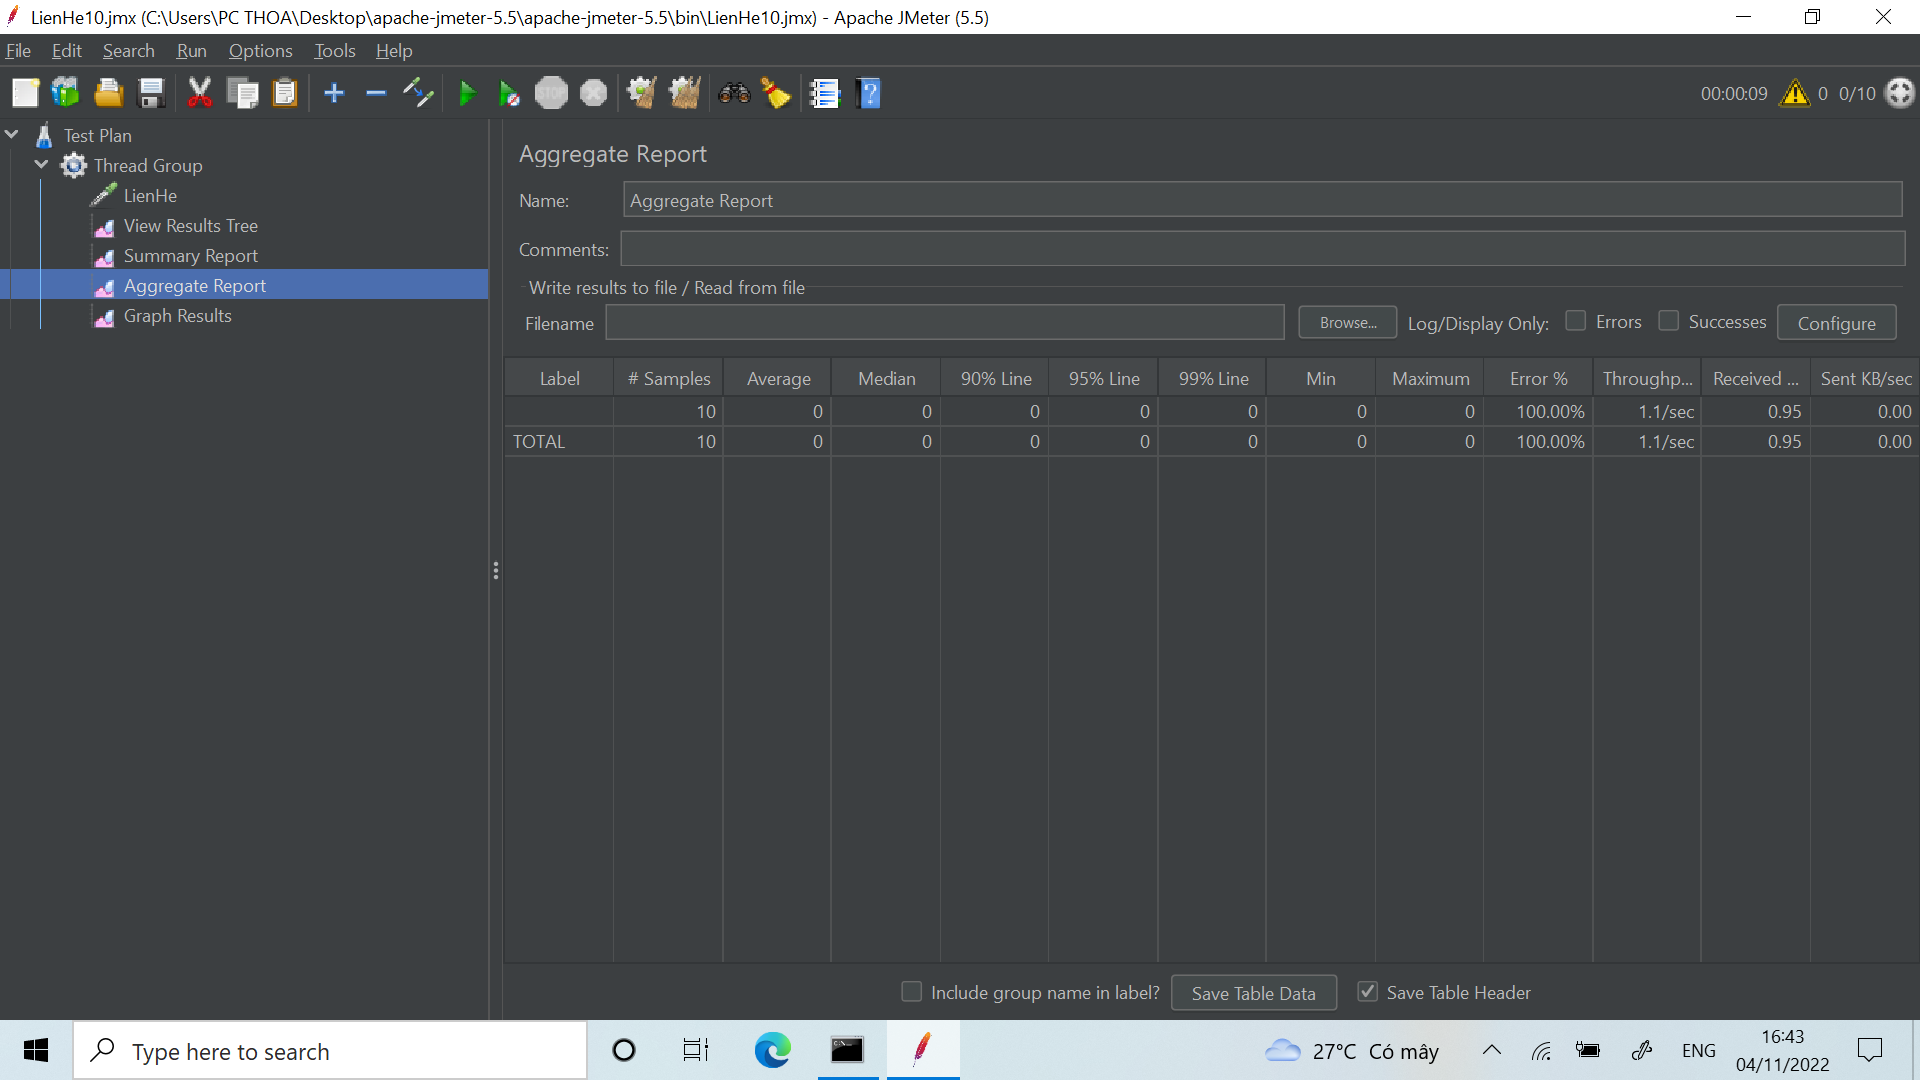 LienHe10.jmx (C:\Users\PC THOA\Desktop\apache-jmeter-5.5\apache-jmeter-5.5\bin\LienHe10.jmx) - Apache JMeter (5.5)
File Edit Search Run Options Tools Help
STOP
00:00:09 0 0/10
Test Plan
Thread Group
LienHe
View Results Tree
Summary Report
Aggregate Report
Graph Results
Aggregate Report
Name: Aggregate Report
Comments:
Write results to file / Read from file
Filename Browse... Log/Display Only: Errors Successes Configure
Label # Samples Average Median 90% Line 95% Line 99% Line Min Maximum Error % Throughp... Received ... Sent KB/sec
10 0 0 0 0 0 0 0 100.00% 1.1/sec 0.95 0.00
TOTAL 10 0 0 0 0 0 0 0 100.00% 1.1/sec 0.95 0.00
Include group name in label? Save Table Data Save Table Header
Type here to search
27°C Có mây
ENG
16:43
04/11/2022